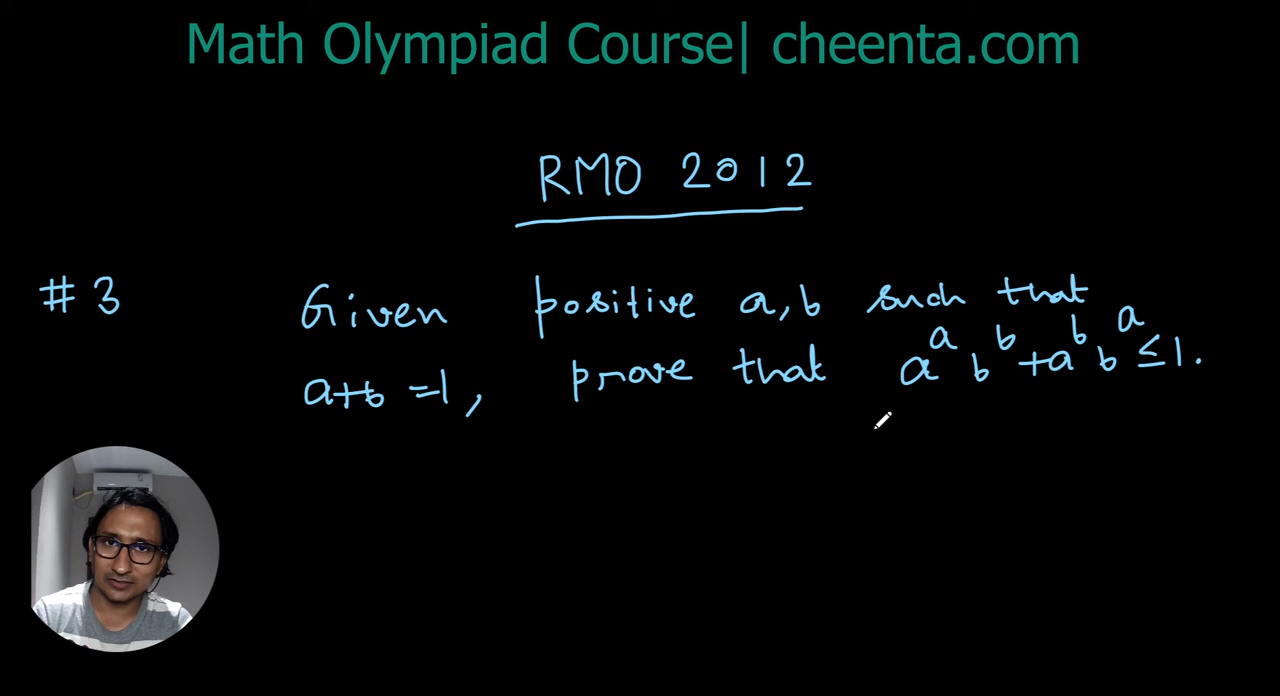 Math Olympiad Course| cheenta.com
RMO 2012
#3 Given positive a, b such that
a+b =1, prove that a^a b^b + a^b b^a ≤ 1.